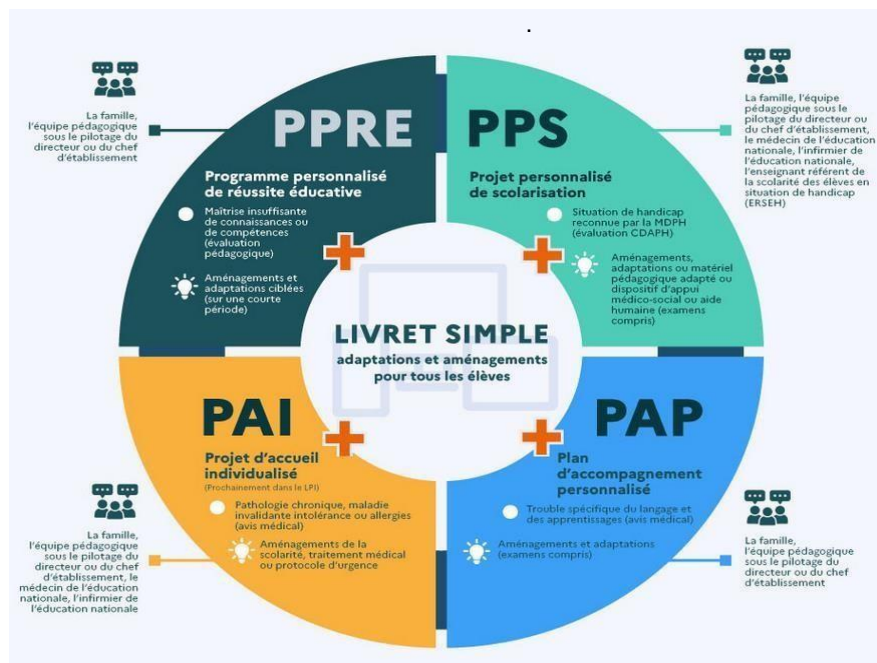 .
La famille,
l'équipe pédagogique
sous le pilotage du
directeur ou du chef
d'établissement
PPRE
Programme personnalisé
de réussite éducative
Maîtrise insuffisante
de connaissances ou
de compétences
(évaluation
pédagogique)
Aménagements et
adaptations ciblées
(sur une courte
période)
PPS
Projet personnalisé
de scolarisation
Situation de handicap
reconnue par la MDPH
(évaluation CDAPH)
Aménagements,
adaptations ou matériel
pédagogique adapté ou
dispositif d'appui
médico-social ou aide
humaine (examens
compris)
La famille, l'équipe
pédagogique sous le
pilotage du directeur ou
du chef d'établissement,
le médecin de l'éducation
nationale, l'infirmier de
l'éducation nationale,
l'enseignant référent de
la scolarité des élèves en
situation de handicap
(ERSEH)
LIVRET SIMPLE
adaptations et aménagements
pour tous les élèves
PAI
Projet d'accueil
individualisé
(Prochainement dans le LPI)
Pathologie chronique, maladie
invalidante intolérance ou allergies
(avis médical)
Aménagements de la
scolarité, traitement médical
ou protocole d'urgence
La famille,
l'équipe pédagogique
sous le pilotage du
directeur ou du chef
d'établissement, le
médecin de l'éducation
nationale, l'infirmier de
l'éducation nationale
PAP
Plan
d'accompagnement
personnalisé
Trouble spécifique du langage et
des apprentissages (avis médical)
Aménagements et adaptations
(examens compris)
La famille,
l'équipe pédagogique
sous le pilotage du
directeur ou du chef
d'établissement